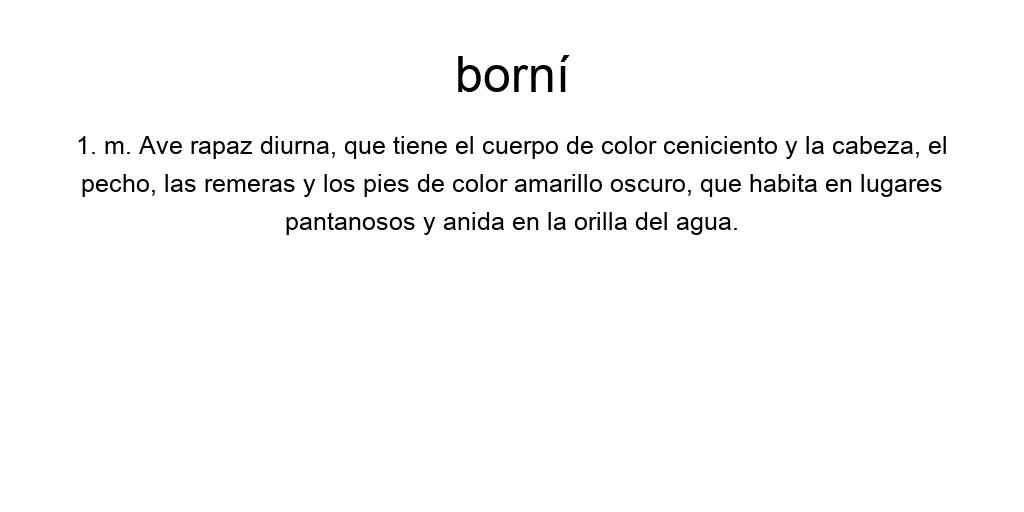 borní
1. m. Ave rapaz diurna, que tiene el cuerpo de color ceniciento y la cabeza, el
pecho, las remeras y los pies de color amarillo oscuro, que habita en lugares
pantanosos y anida en la orilla del agua.